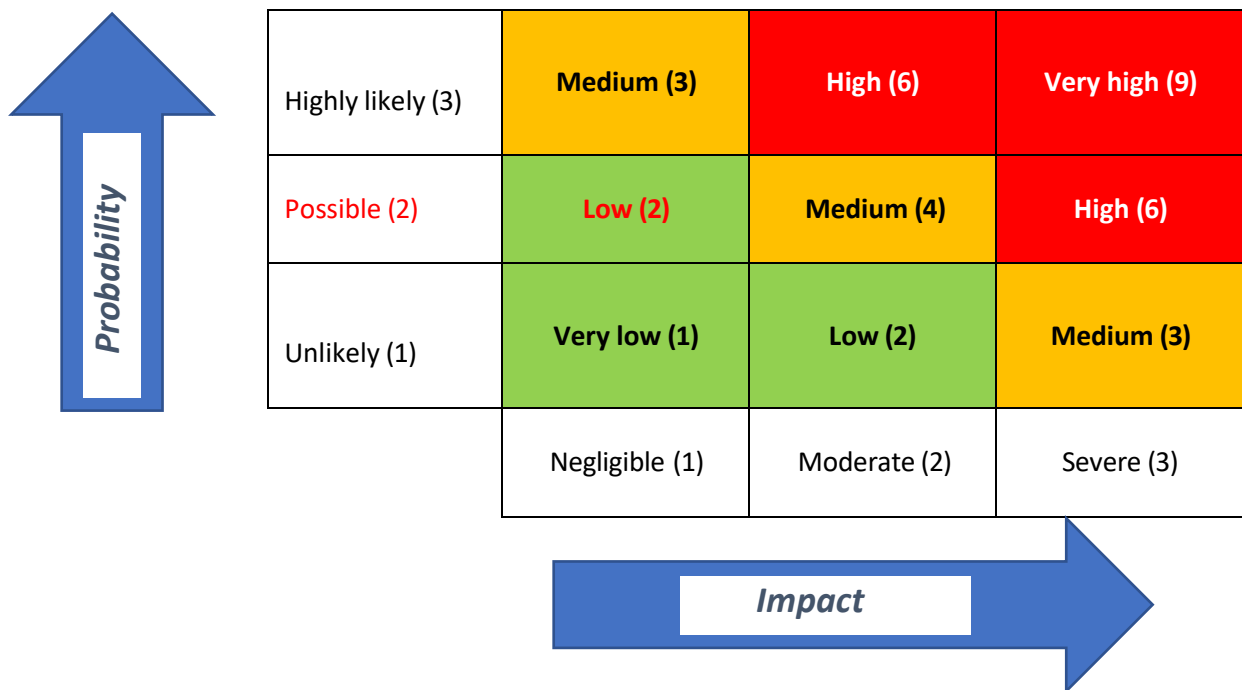 Probability
Highly likely (3)
Medium (3)
High (6)
Very high (9)
Possible (2)
Low (2)
Medium (4)
High (6)
Unlikely (1)
Very low (1)
Low (2)
Medium (3)
Negligible (1)
Moderate (2)
Severe (3)
Impact